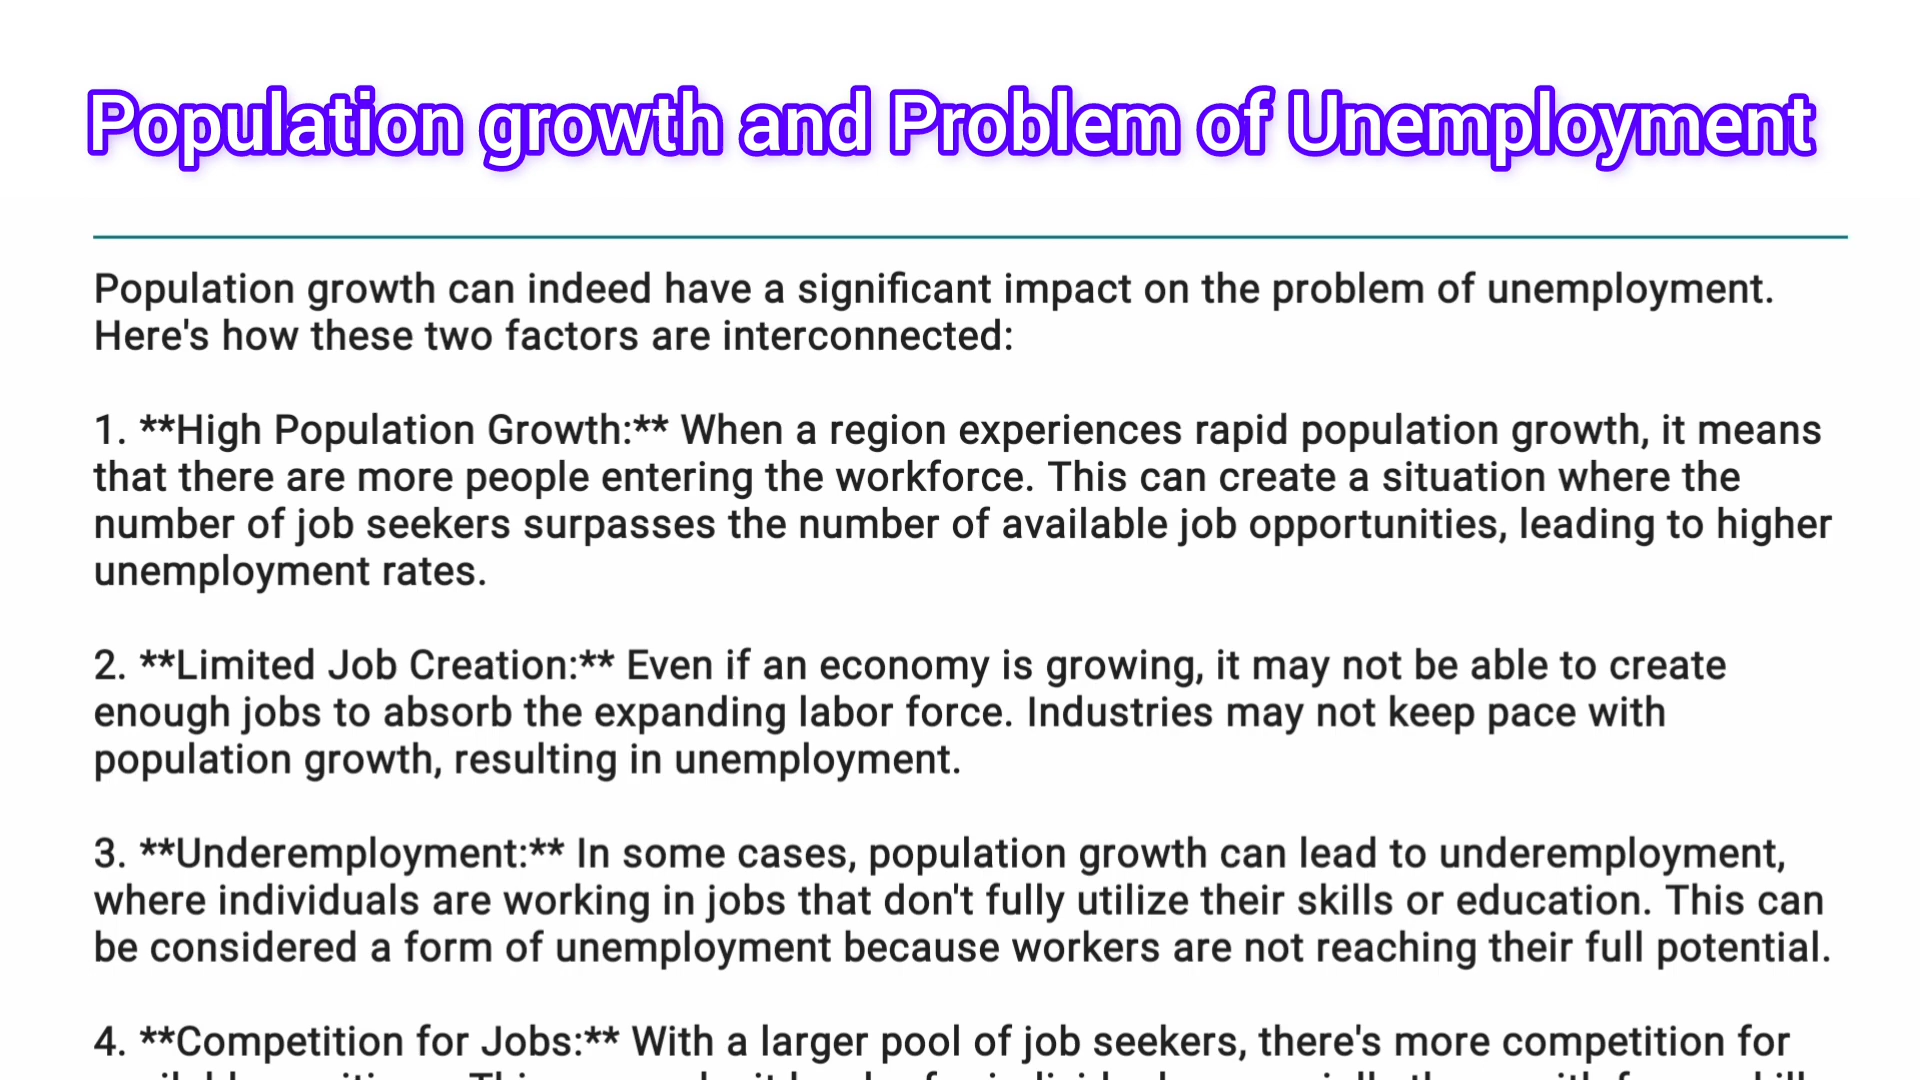 Population growth and Problem of Unemployment
Population growth can indeed have a significant impact on the problem of unemployment.
Here's how these two factors are interconnected:
1. **High Population Growth:** When a region experiences rapid population growth, it means
that there are more people entering the workforce. This can create a situation where the
number of job seekers surpasses the number of available job opportunities, leading to higher
unemployment rates.
2. **Limited Job Creation:** Even if an economy is growing, it may not be able to create
enough jobs to absorb the expanding labor force. Industries may not keep pace with
population growth, resulting in unemployment.
3. **Underemployment:** In some cases, population growth can lead to underemployment,
where individuals are working in jobs that don't fully utilize their skills or education. This can
be considered a form of unemployment because workers are not reaching their full potential.
4. **Competition for Jobs:** With a larger pool of job seekers, there's more competition for